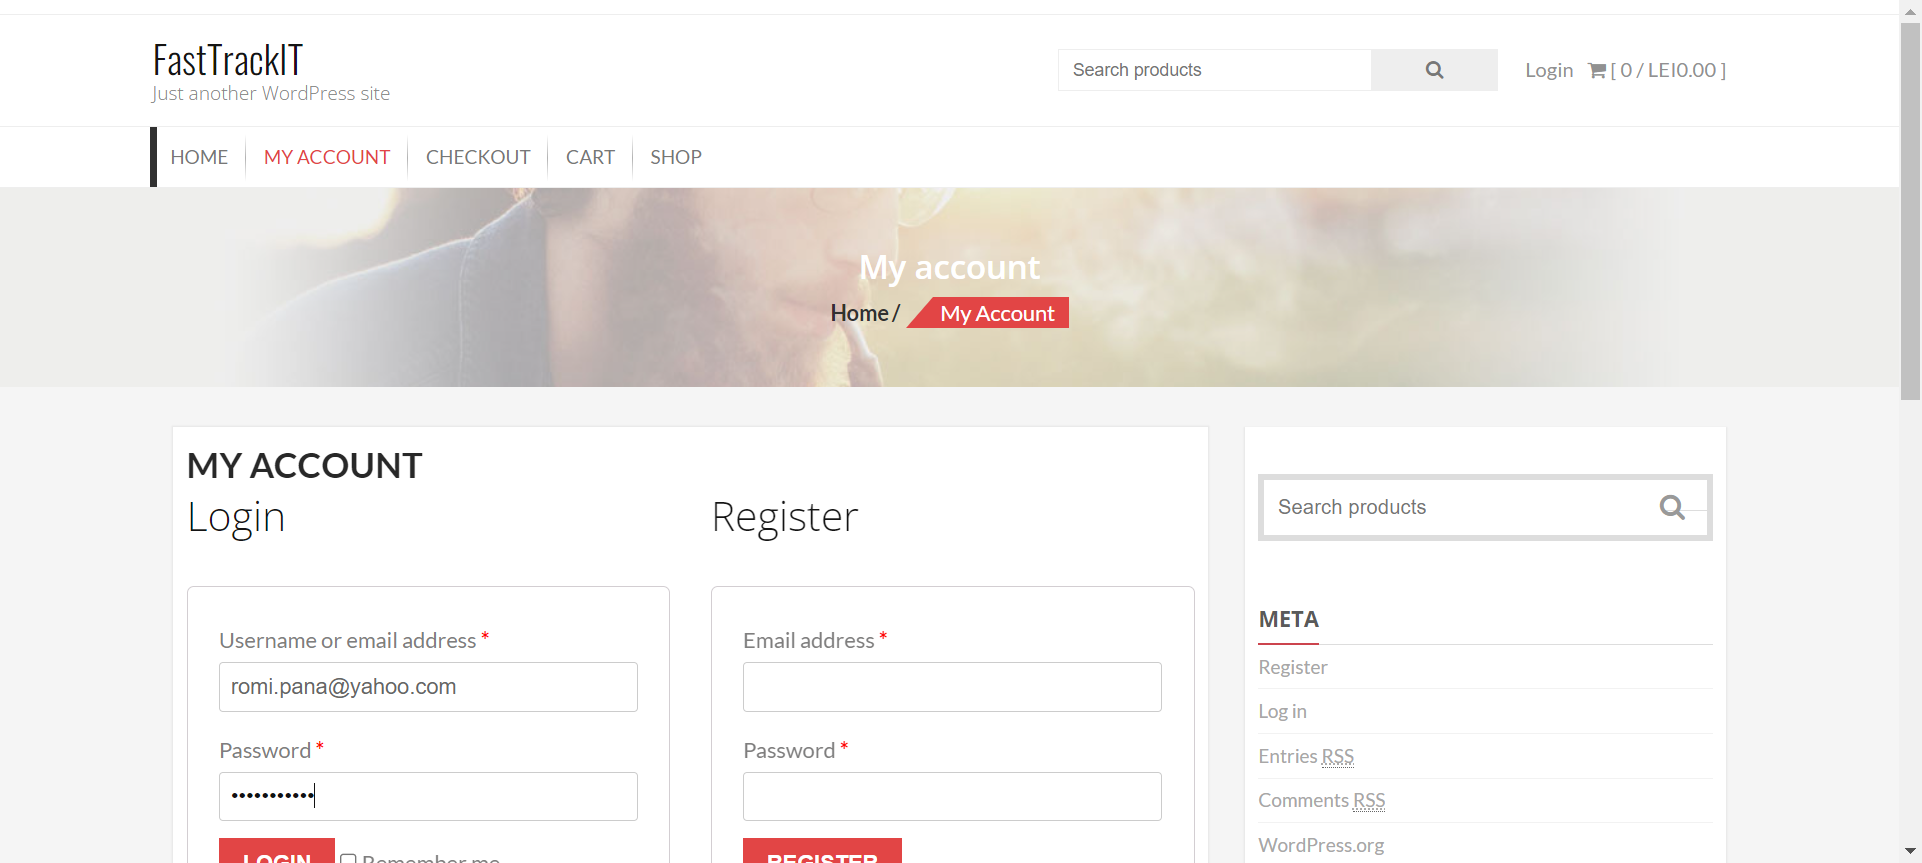 FastTrackIT
Just another WordPress site
Search products
Login [ 0 / LEI0.00 ]
HOME MY ACCOUNT CHECKOUT CART SHOP
My account
Home / My Account
MY ACCOUNT
Login
Username or email address *
romi.pana@yahoo.com
Password *
•••••••••••
LOGIN Remember me
Register
Email address *
Password *
REGISTER
Search products
META
Register
Log in
Entries RSS
Comments RSS
WordPress.org